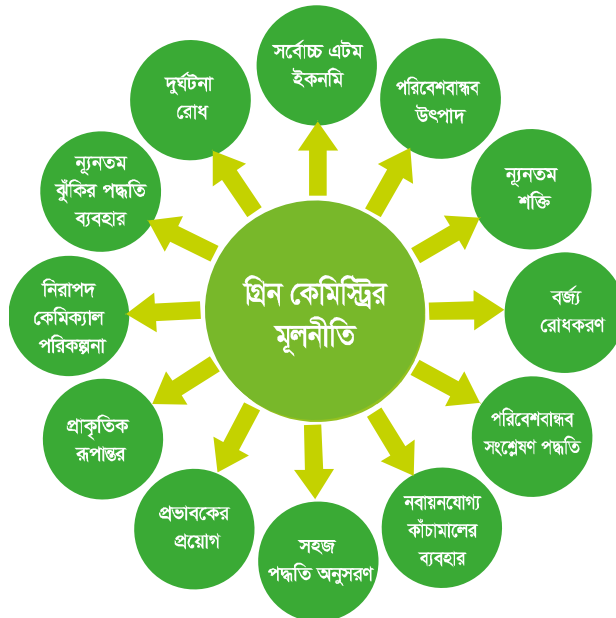 গ্রিন কেমিস্ট্রির
মূলনীতি
সর্বোচ্চ এটম
ইকনমি
পরিবেশবান্ধব
উৎপাদ
ন্যূনতম
শক্তি
বর্জ্য
রোধকরণ
পরিবেশবান্ধব
সংশ্লেষণ পদ্ধতি
নবায়নযোগ্য
কাঁচামালের
ব্যবহার
সহজ
পদ্ধতি অনুসরণ
প্রভাবকের
প্রয়োগ
প্রাকৃতিক
রূপান্তর
নিরাপদ
কেমিক্যাল
পরিকল্পনা
ন্যূনতম
ঝুঁকির পদ্ধতি
ব্যবহার
দুর্ঘটনা
রোধ